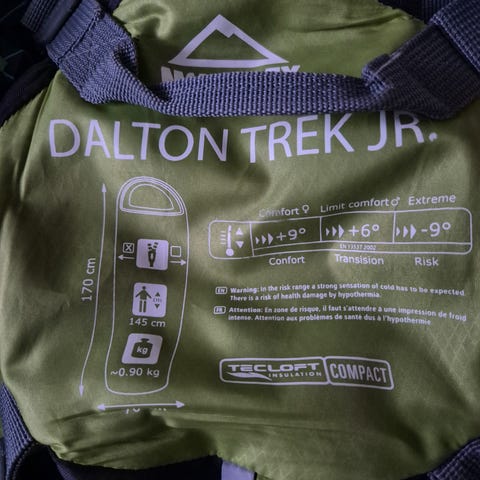 DALTON TREK JR.
Comfort ♀ Limit comfort ♂ Extreme
+9° +6° -9°
EN 13537:2002
Confort Transition Risk
170 cm
X
cm
145 cm
kg
~0.90 kg
EN Warning: in the risk range a strong sensation of cold has to be expected.
There is a risk of health damage by hypothermia.
FR Attention: En zone de risque, il faut s'attendre à une impression de froid
intense. Attention aux problèmes de santé dus à l'hypothermie
TECLOFT
INSULATION
COMPACT